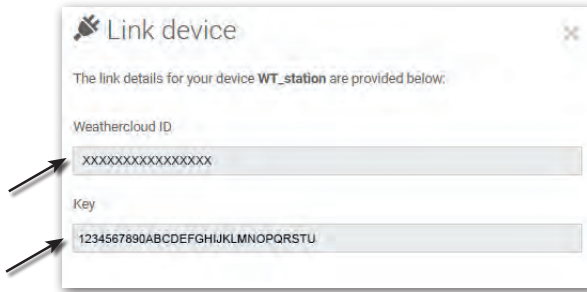 Link device
The link details for your device WT_station are provided below:
Weathercloud ID
XXXXXXXXXXXXXXXX
Key
1234567890ABCDEFGHIJKLMNOPQRSTU